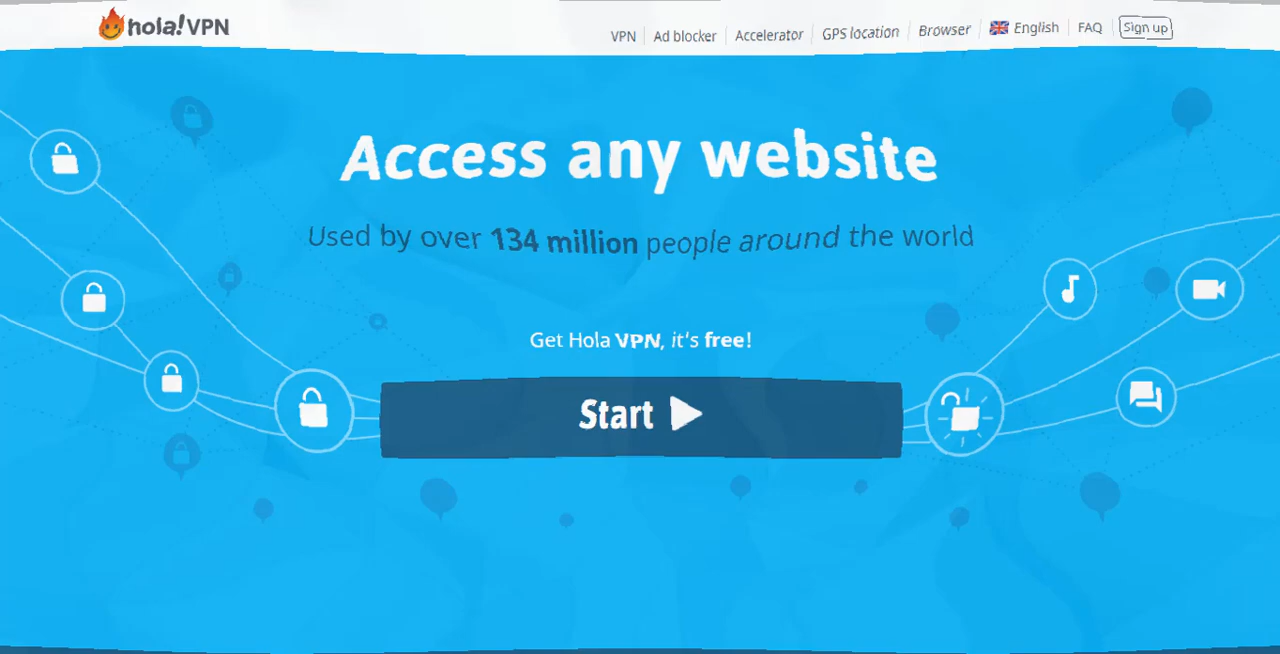 hola! VPN
VPN Ad blocker Accelerator GPS location Browser English FAQ Sign up
Access any website
Used by over 134 million people around the world
Get Hola VPN, it's free!
Start